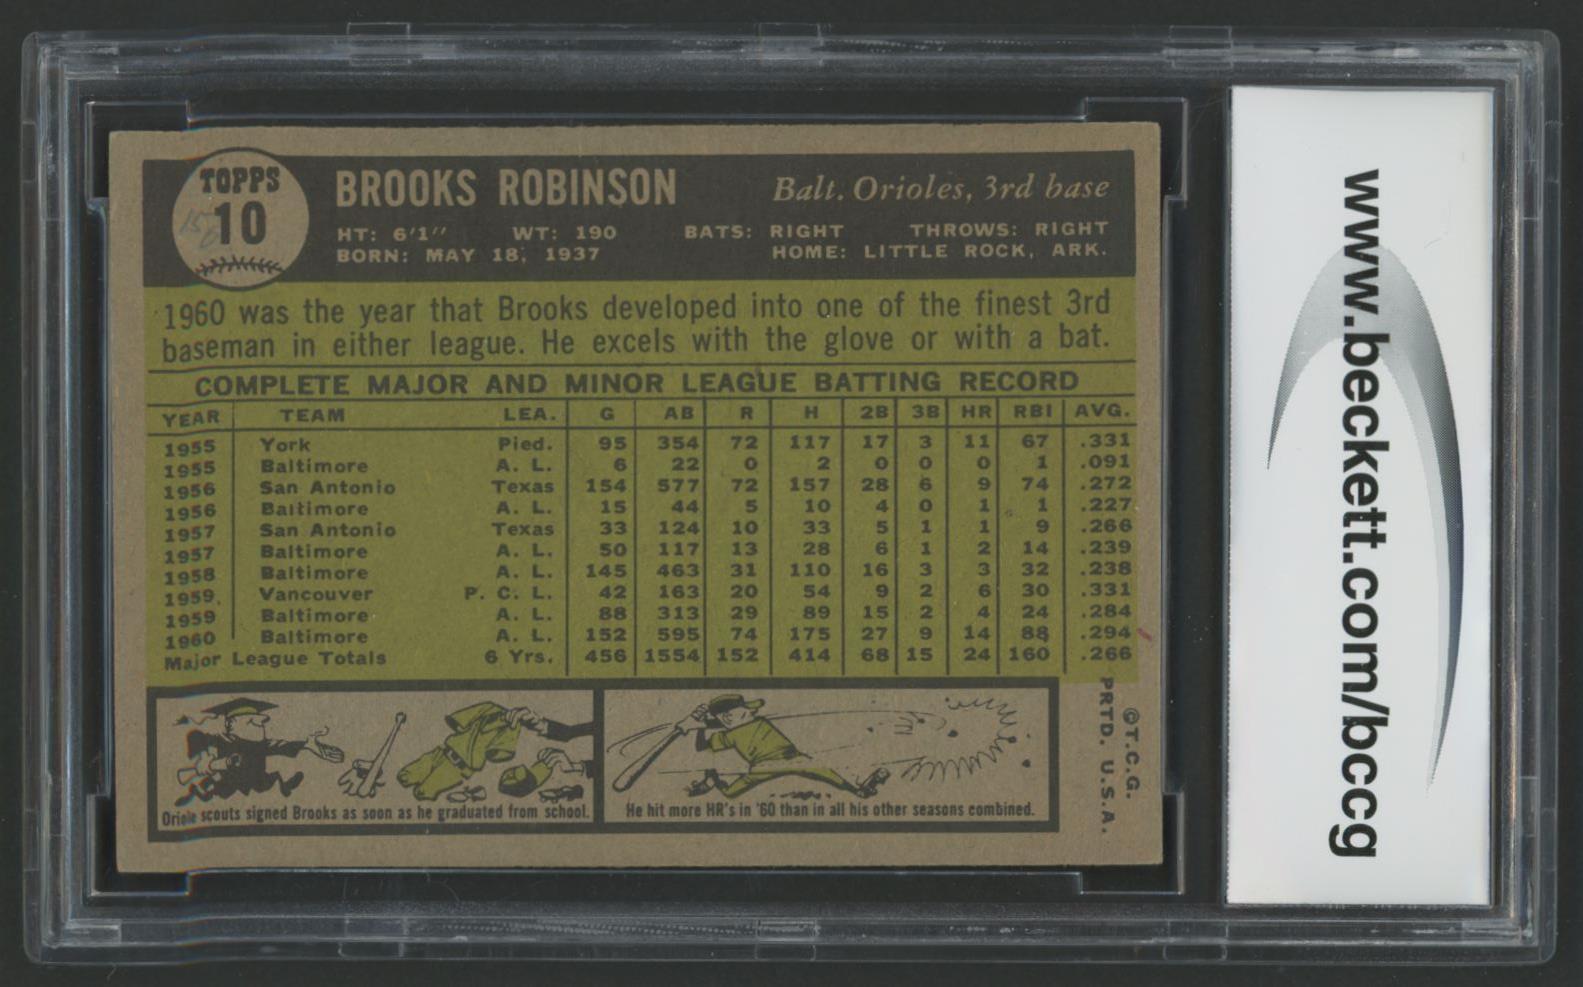 TOPPS
10
BROOKS ROBINSON
Balt. Orioles, 3rd base
HT: 6'1" WT: 190 BATS: RIGHT THROWS: RIGHT
BORN: MAY 18, 1937 HOME: LITTLE ROCK, ARK.
1960 was the year that Brooks developed into one of the finest 3rd
baseman in either league. He excels with the glove or with a bat.
COMPLETE MAJOR AND MINOR LEAGUE BATTING RECORD
YEAR TEAM LEA. G AB R H 2B 3B HR RBI AVG.
1955 York Pied. 95 354 72 117 17 3 11 67 .331
1955 Baltimore A. L. 6 22 0 2 0 0 0 1 .091
1956 San Antonio Texas 154 577 72 157 28 6 9 74 .272
1956 Baltimore A. L. 15 44 5 10 4 0 1 1 .227
1957 San Antonio Texas 33 124 10 33 5 1 1 9 .266
1957 Baltimore A. L. 50 117 13 28 6 1 2 14 .239
1958 Baltimore A. L. 145 463 31 110 16 3 3 32 .238
1959 Vancouver P. C. L. 42 163 20 54 9 2 6 30 .331
1959 Baltimore A. L. 88 313 29 89 15 2 4 24 .284
1960 Baltimore A. L. 152 595 74 175 27 9 14 88 .294
Major League Totals 6 Yrs. 456 1554 152 414 68 15 24 160 .266
Oriole scouts signed Brooks as soon as he graduated from school.
He hit more HR's in '60 than in all his other seasons combined.
©T.C.G.
PRTD. U.S.A.
www.beckett.com/bccg